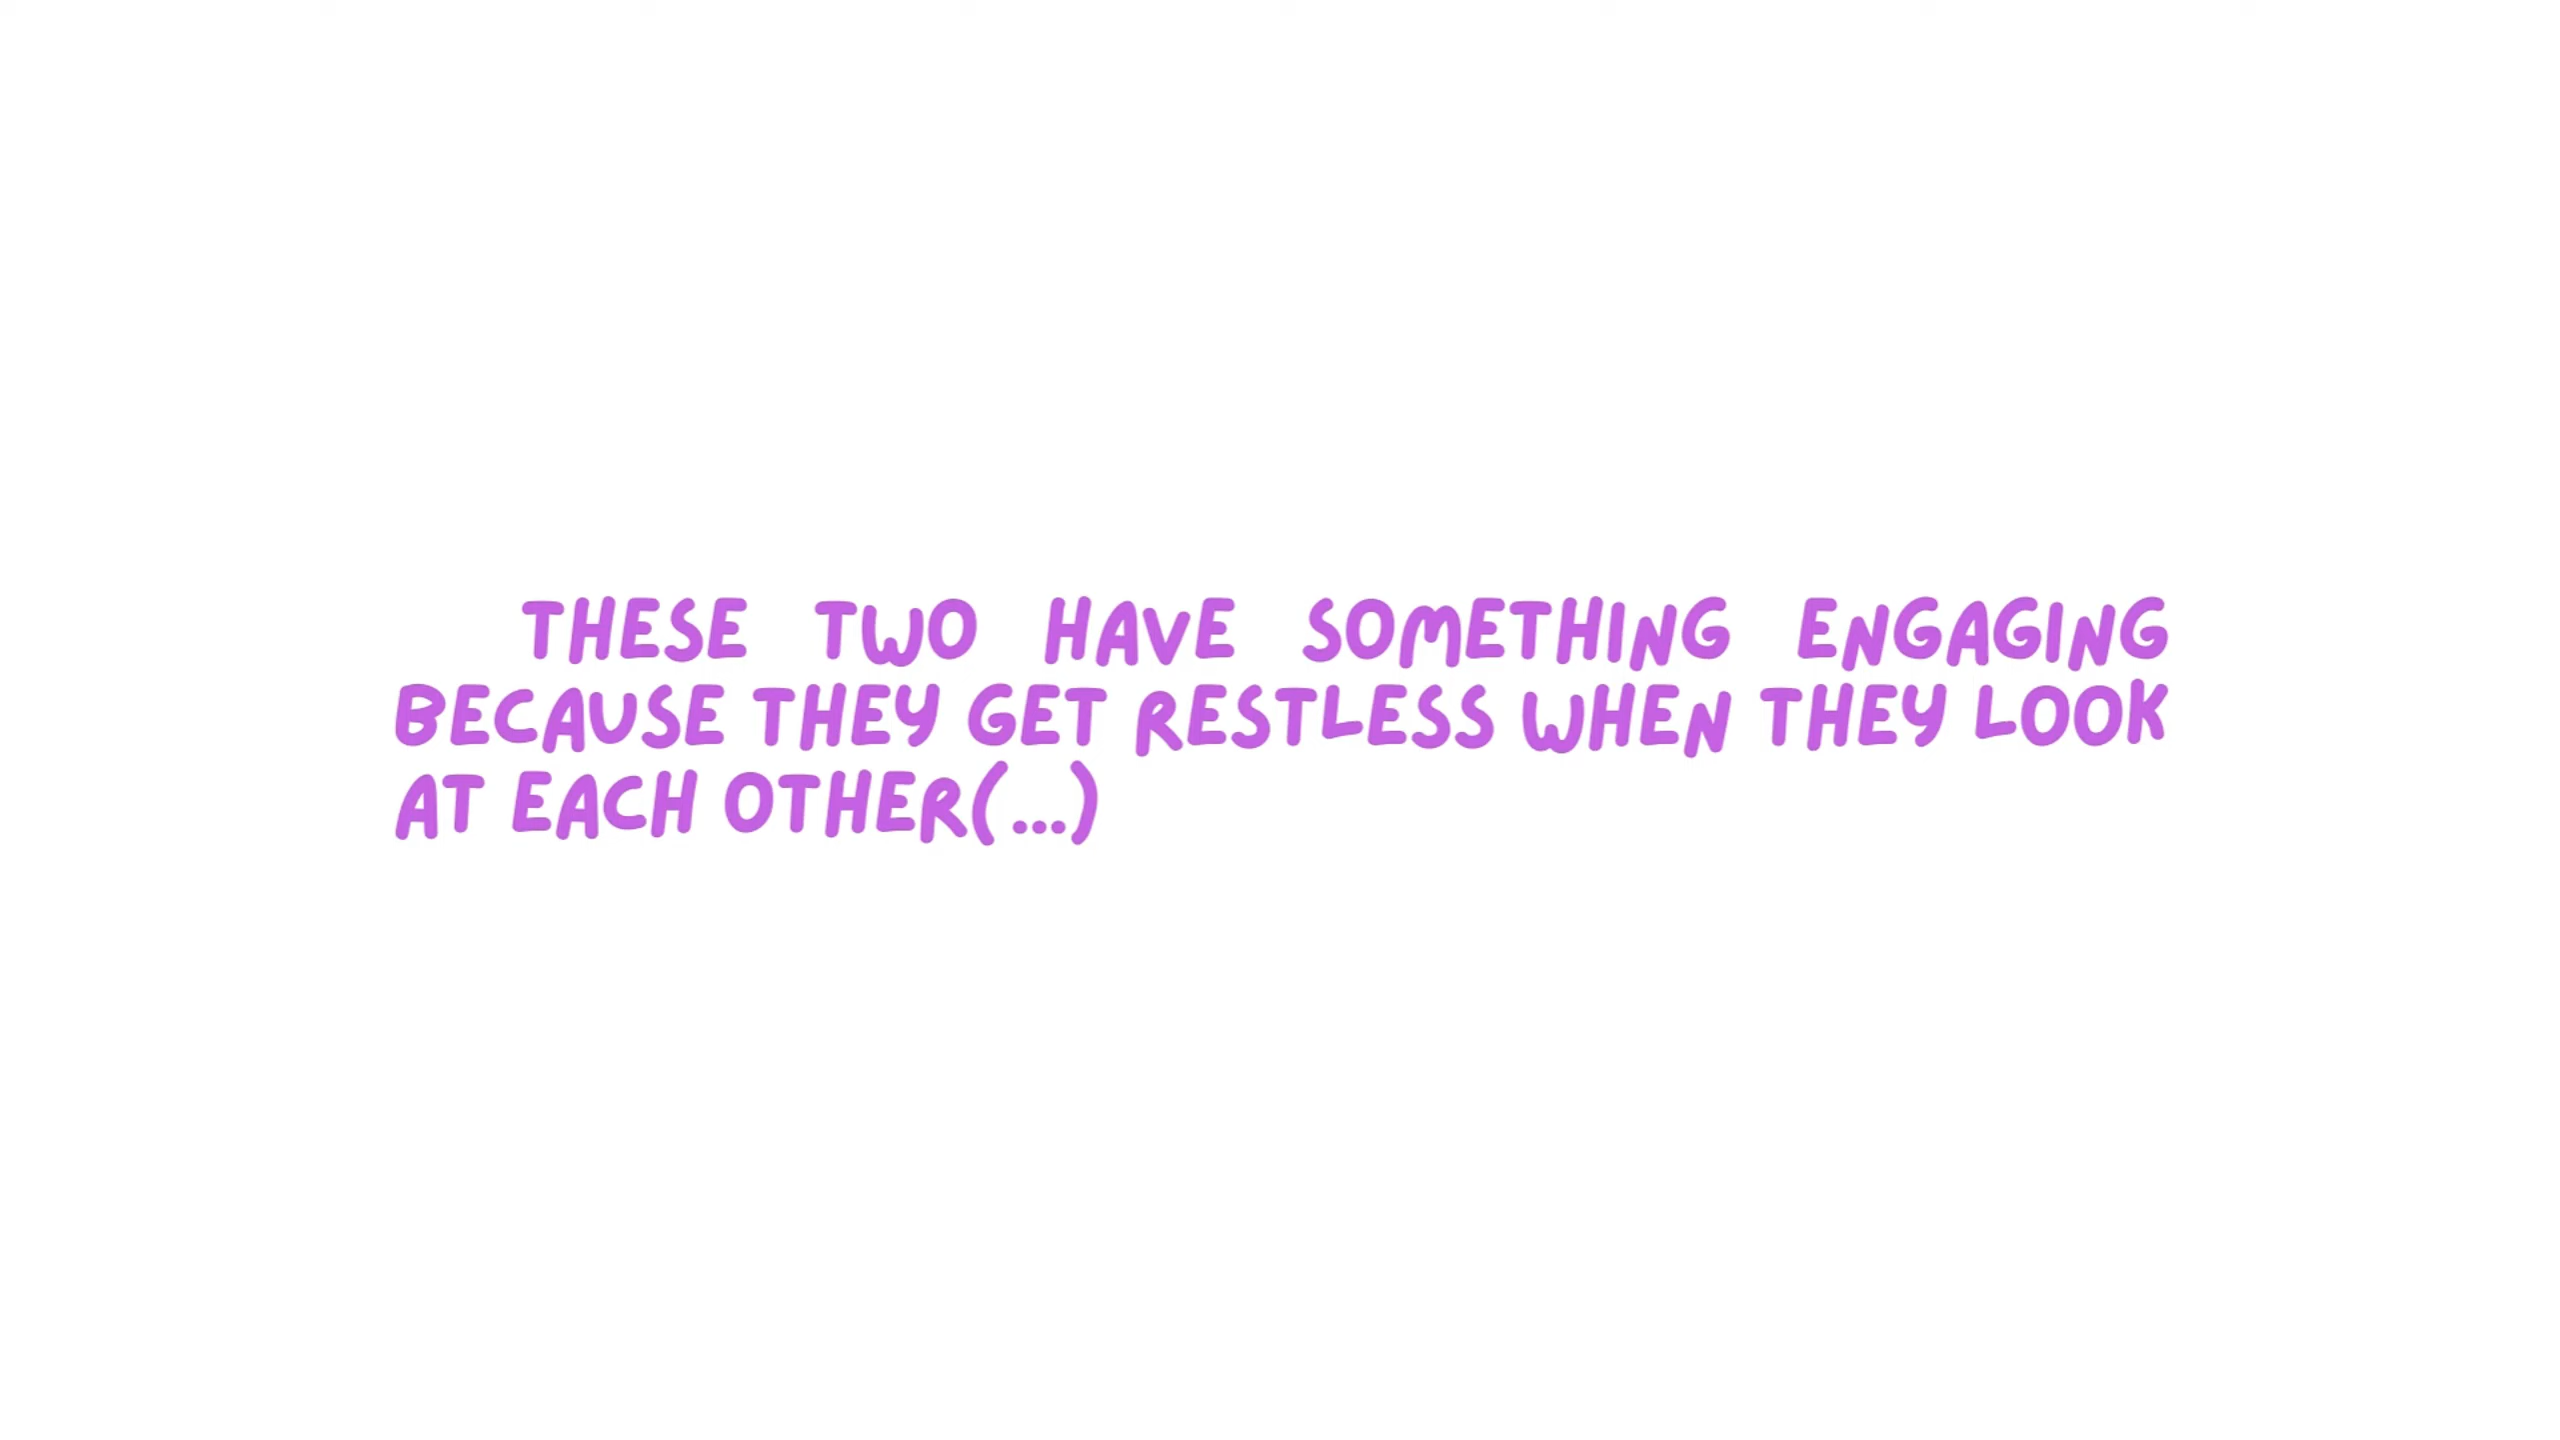 THESE TWO HAVE SOMETHING ENGAGING
BECAUSE THEY GET RESTLESS WHEN THEY LOOK
AT EACH OTHER(...)